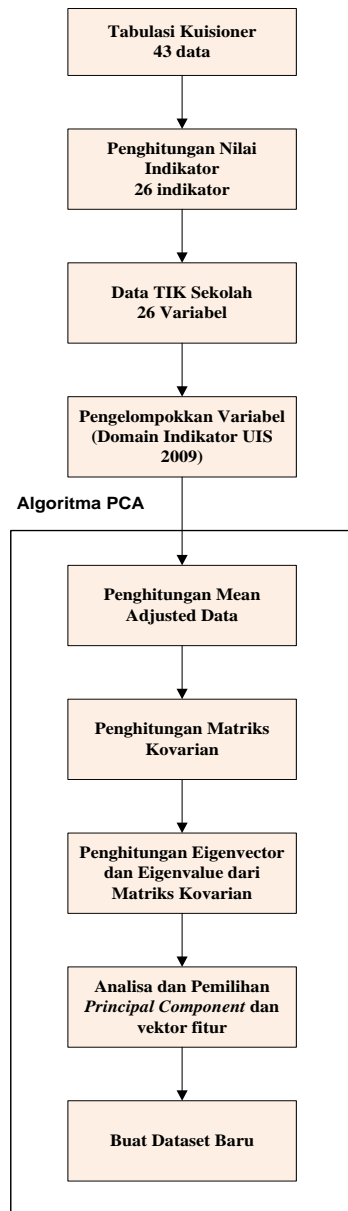 Tabulasi Kuisioner
43 data
Penghitungan Nilai
Indikator
26 indikator
Data TIK Sekolah
26 Variabel
Pengelompokkan Variabel
(Domain Indikator UIS
2009)
Algoritma PCA
Penghitungan Mean
Adjusted Data
Penghitungan Matriks
Kovarian
Penghitungan Eigenvector
dan Eigenvalue dari
Matriks Kovarian
Analisa dan Pemilihan
Principal Component dan
vektor fitur
Buat Dataset Baru